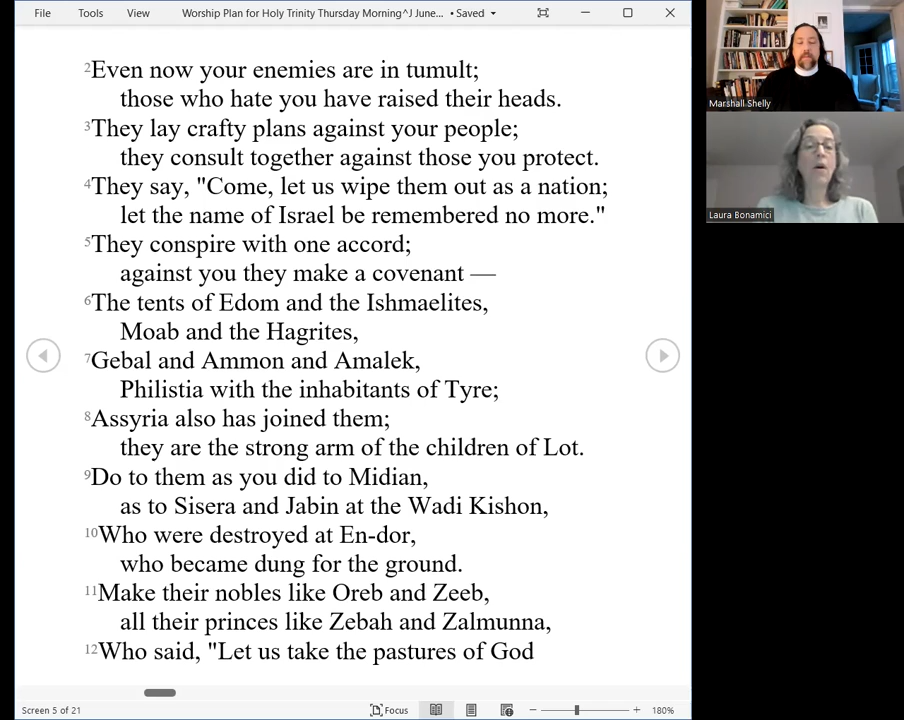 File Tools View Worship Plan for Holy Trinity Thursday Morning^J June... • Saved
2Even now your enemies are in tumult;
those who hate you have raised their heads.
3They lay crafty plans against your people;
they consult together against those you protect.
4They say, "Come, let us wipe them out as a nation;
let the name of Israel be remembered no more."
5They conspire with one accord;
against you they make a covenant —
6The tents of Edom and the Ishmaelites,
Moab and the Hagrites,
7Gebal and Ammon and Amalek,
Philistia with the inhabitants of Tyre;
8Assyria also has joined them;
they are the strong arm of the children of Lot.
9Do to them as you did to Midian,
as to Sisera and Jabin at the Wadi Kishon,
10Who were destroyed at En-dor,
who became dung for the ground.
11Make their nobles like Oreb and Zeeb,
all their princes like Zebah and Zalmunna,
12Who said, "Let us take the pastures of God
Screen 5 of 21 Focus 180%
Marshall Shelly
Laura Bonamici